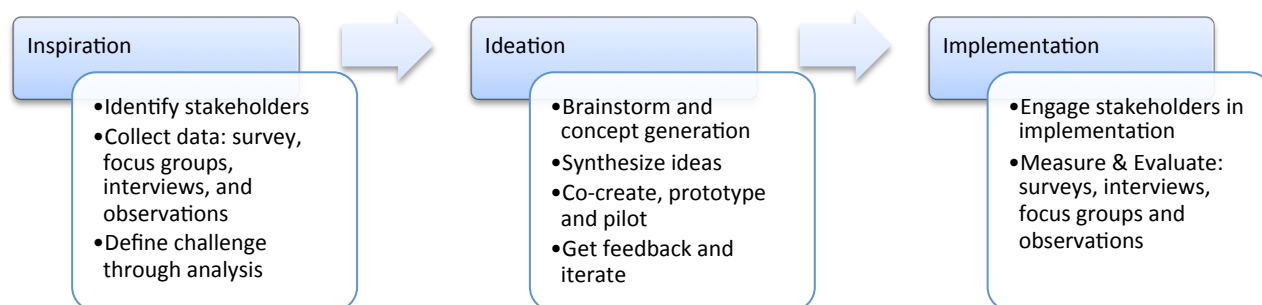 Inspiration
•Identify stakeholders
•Collect data: survey,
focus groups,
interviews, and
observations
•Define challenge
through analysis
Ideation
•Brainstorm and
concept generation
•Synthesize ideas
•Co-create, prototype
and pilot
•Get feedback and
iterate
Implementation
•Engage stakeholders in
implementation
•Measure & Evaluate:
surveys, interviews,
focus groups and
observations